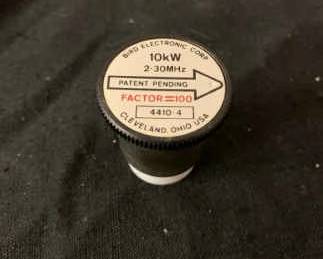 BIRD ELECTRONIC CORP
10kW
2-30MHz
PATENT PENDING
FACTOR=100
4410-4
CLEVELAND, OHIO USA